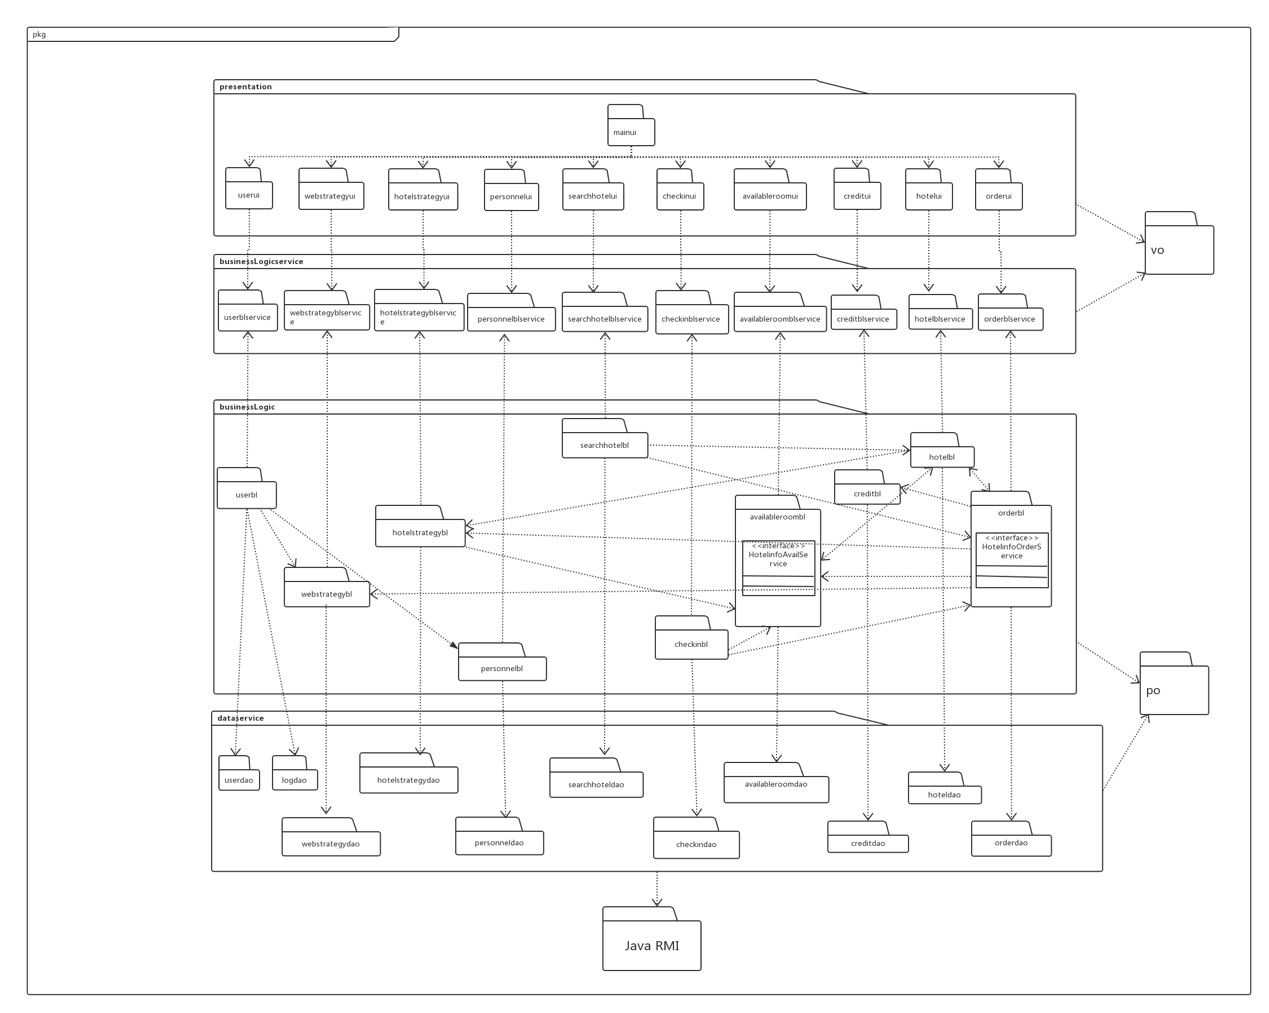 pkg
presentation
mainui
userui
webstrategyui
hotelstrategyui
personnelui
searchhotelui
checkinui
availableroomui
creditui
hotelui
orderui
vo
businessLogicservice
userblservice
webstrategyblservic
e
hotelstrategyblservic
e
personnelblservice
searchhotelblservice
checkinblservice
availableroomblservice
creditblservice
hotelblservice
orderblservice
businessLogic
searchhotelbl
hotelbl
userbl
creditbl
hotelstrategybl
availableroombl
<<interface>>
HotelinfoAvailSe
rvice
orderbl
<<interface>>
HotelinfoOrderS
ervice
webstrategybl
checkinbl
personnelbl
po
dataservice
userdao
logdao
hotelstrategydao
searchhoteldao
availableroomdao
hoteldao
webstrategydao
personneldao
checkindao
creditdao
orderdao
Java RMI